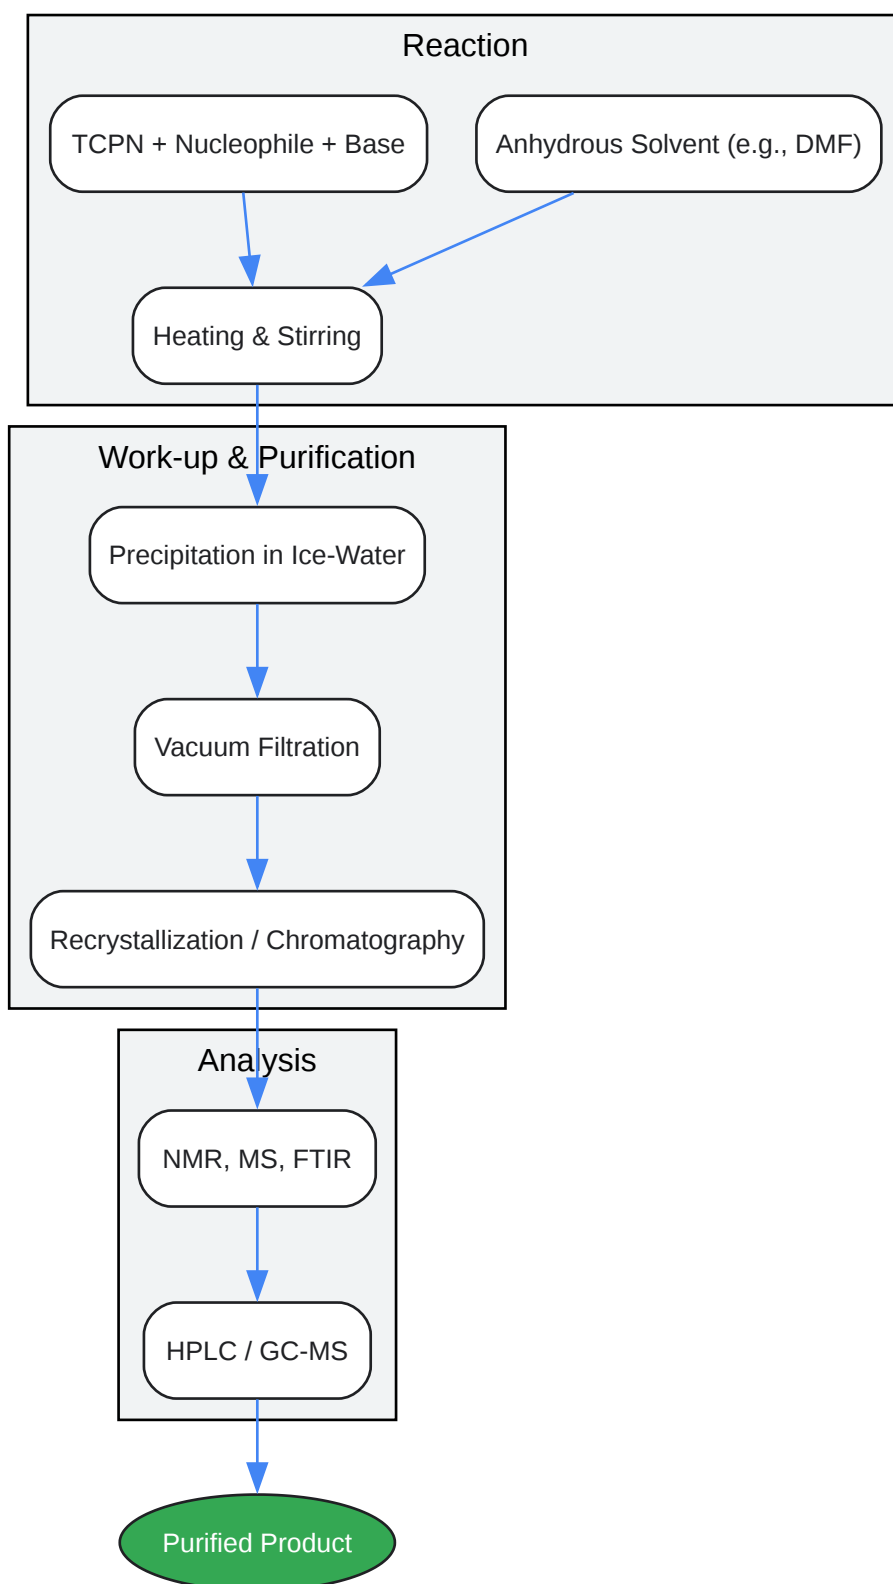 Reaction
TCPN + Nucleophile + Base
Anhydrous Solvent (e.g., DMF)
Heating & Stirring
Work-up & Purification
Precipitation in Ice-Water
Vacuum Filtration
Recrystallization / Chromatography
Analysis
NMR, MS, FTIR
HPLC / GC-MS
Purified Product